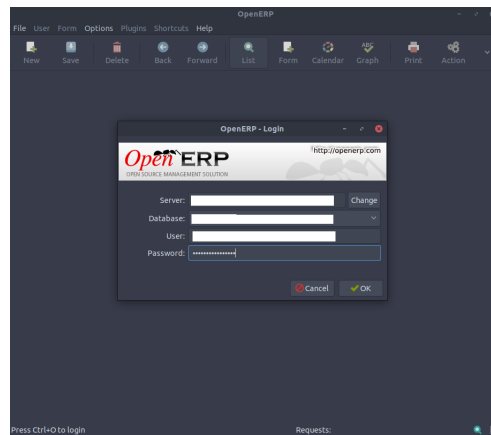 OpenERP
File User Form Options Plugins Shortcuts Help
New Save Delete Back Forward List Form Calendar Graph Print Action
OpenERP - Login
Open ERP
http://openerp.com
OPEN SOURCE MANAGEMENT SOLUTION
Server: Change
Database:
User:
Password: ****************
Cancel OK
Press Ctrl+O to login Requests: